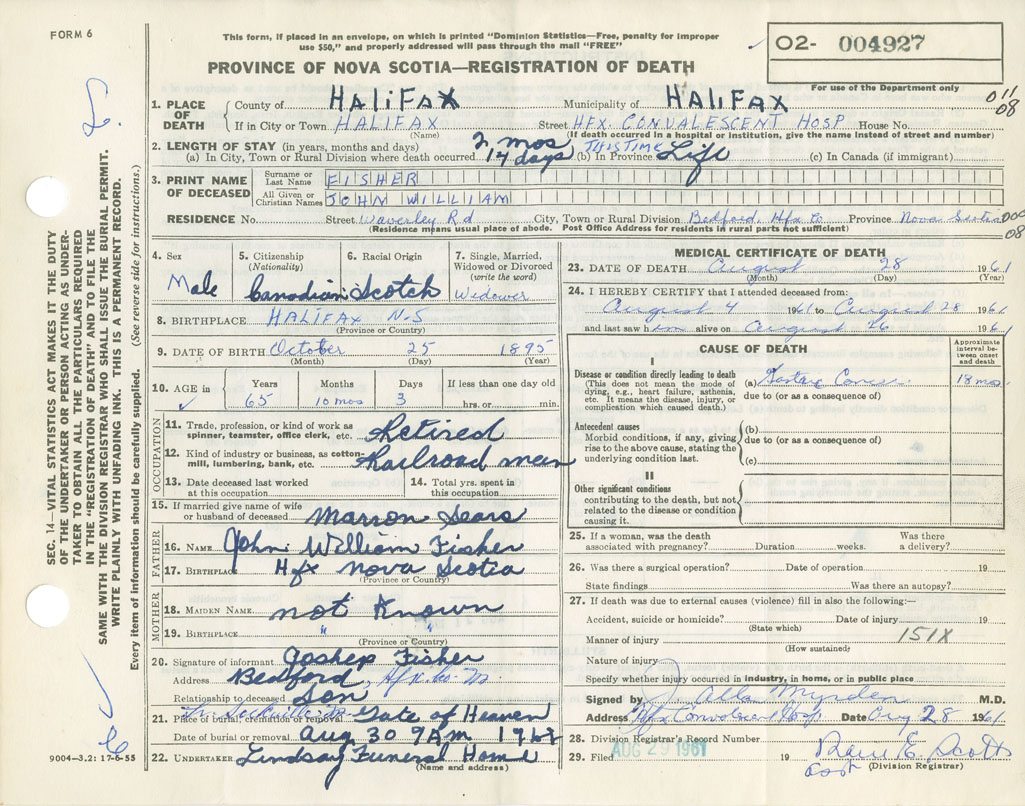 FORM 6
This form, if placed in an envelope, on which is printed "Dominion Statistics—Free, penalty for improper
use $50," and properly addressed will pass through the mail "FREE"
PROVINCE OF NOVA SCOTIA—REGISTRATION OF DEATH
O2- 004927
For use of the Department only
011
08
1. PLACE OF DEATH
County of HALIFAX Municipality of HALIFAX
If in City or Town HALIFAX Street HFX. CONVALESCENT HOSP House No.
(Name) (If death occurred in a hospital or institution, give the name instead of street and number)
2. LENGTH OF STAY (in years, months and days)
(a) In City, Town or Rural Division where death occurred 2 mos 14 days THIS TIME (b) In Province Life (c) In Canada (if immigrant)
3. PRINT NAME OF DECEASED
Surname or Last Name FISHER
All Given or Christian Names JOHN WILLIAM
RESIDENCE No. Street Waverley Rd City, Town or Rural Division Bedford, Hfx Co Province Nova Scotia
(Residence means usual place of abode. Post Office Address for residents in rural parts not sufficient)
000
08
4. Sex
Male
5. Citizenship (Nationality)
Canadian
6. Racial Origin
Scotch
7. Single, Married, Widowed or Divorced (write the word)
Widower
8. BIRTHPLACE HALIFAX N.S
(Province or Country)
9. DATE OF BIRTH October 25 1895
(Month) (Day) (Year)
10. AGE in
Years Months Days If less than one day old
65 10 mos 3 hrs. or min.
OCCUPATION
11. Trade, profession, or kind of work as spinner, teamster, office clerk, etc. Retired
12. Kind of industry or business, as cotton-mill, lumbering, bank, etc. Railroad man
13. Date deceased last worked at this occupation
14. Total yrs. spent in this occupation
15. If married give name of wife or husband of deceased Marron Sears
FATHER
16. NAME John William Fisher
17. BIRTHPLACE Hfx Nova Scotia
(Province or Country)
MOTHER
18. MAIDEN NAME not Known
19. BIRTHPLACE " "
(Province or Country)
20. Signature of informant Joshep Fisher
Address Bedford, Hfx. Co. N.S.
Relationship to deceased Son
21. Place of burial, cremation or removal Gate of Heaven
Date of burial or removal Aug 30 9AM 1961
22. UNDERTAKER Lindsay Funeral Home
(Name and address)
MEDICAL CERTIFICATE OF DEATH
23. DATE OF DEATH August 28 1961
(Month) (Day) (Year)
24. I HEREBY CERTIFY that I attended deceased from:
August 4 1961 to August 28 1961
and last saw him alive on August 26 1961
CAUSE OF DEATH
Approximate interval between onset and death
I
Disease or condition directly leading to death
(This does not mean the mode of dying, e.g., heart failure, asthenia, etc. It means the disease, injury, or complication which caused death.)
(a) 18 mos
due to (or as a consequence of)
Antecedent causes
Morbid conditions, if any, giving rise to the above cause, stating the underlying condition last.
(b)
due to (or as a consequence of)
(c)
II
Other significant conditions
contributing to the death, but not related to the disease or condition causing it.
25. If a woman, was the death associated with pregnancy? Duration weeks. Was there a delivery?
26. Was there a surgical operation? Date of operation 19
State findings Was there an autopsy?
27. If death was due to external causes (violence) fill in also the following:—
Accident, suicide or homicide? Date of injury 19
(State which)
Manner of injury 151X
(How sustained)
Nature of injury
Specify whether injury occurred in industry, in home, or in public place
Signed by J. Allan Myrden M.D.
Address Hfx Convalescent Hosp Date Aug 28 1961
28. Division Registrar's Record Number
29. Filed AUG 29 1961 19
(Division Registrar)
SEC. 14—VITAL STATISTICS ACT MAKES IT THE DUTY
OF THE UNDERTAKER OR PERSON ACTING AS UNDER-
TAKER TO OBTAIN ALL THE PARTICULARS REQUIRED
IN THE "REGISTRATION OF DEATH" AND TO FILE THE
SAME WITH THE DIVISION REGISTRAR WHO SHALL ISSUE THE BURIAL PERMIT.
WRITE PLAINLY WITH UNFADING INK. THIS IS A PERMANENT RECORD.
Every item of information should be carefully supplied. (See reverse side for instructions.)
9004—3.2: 17-6-55